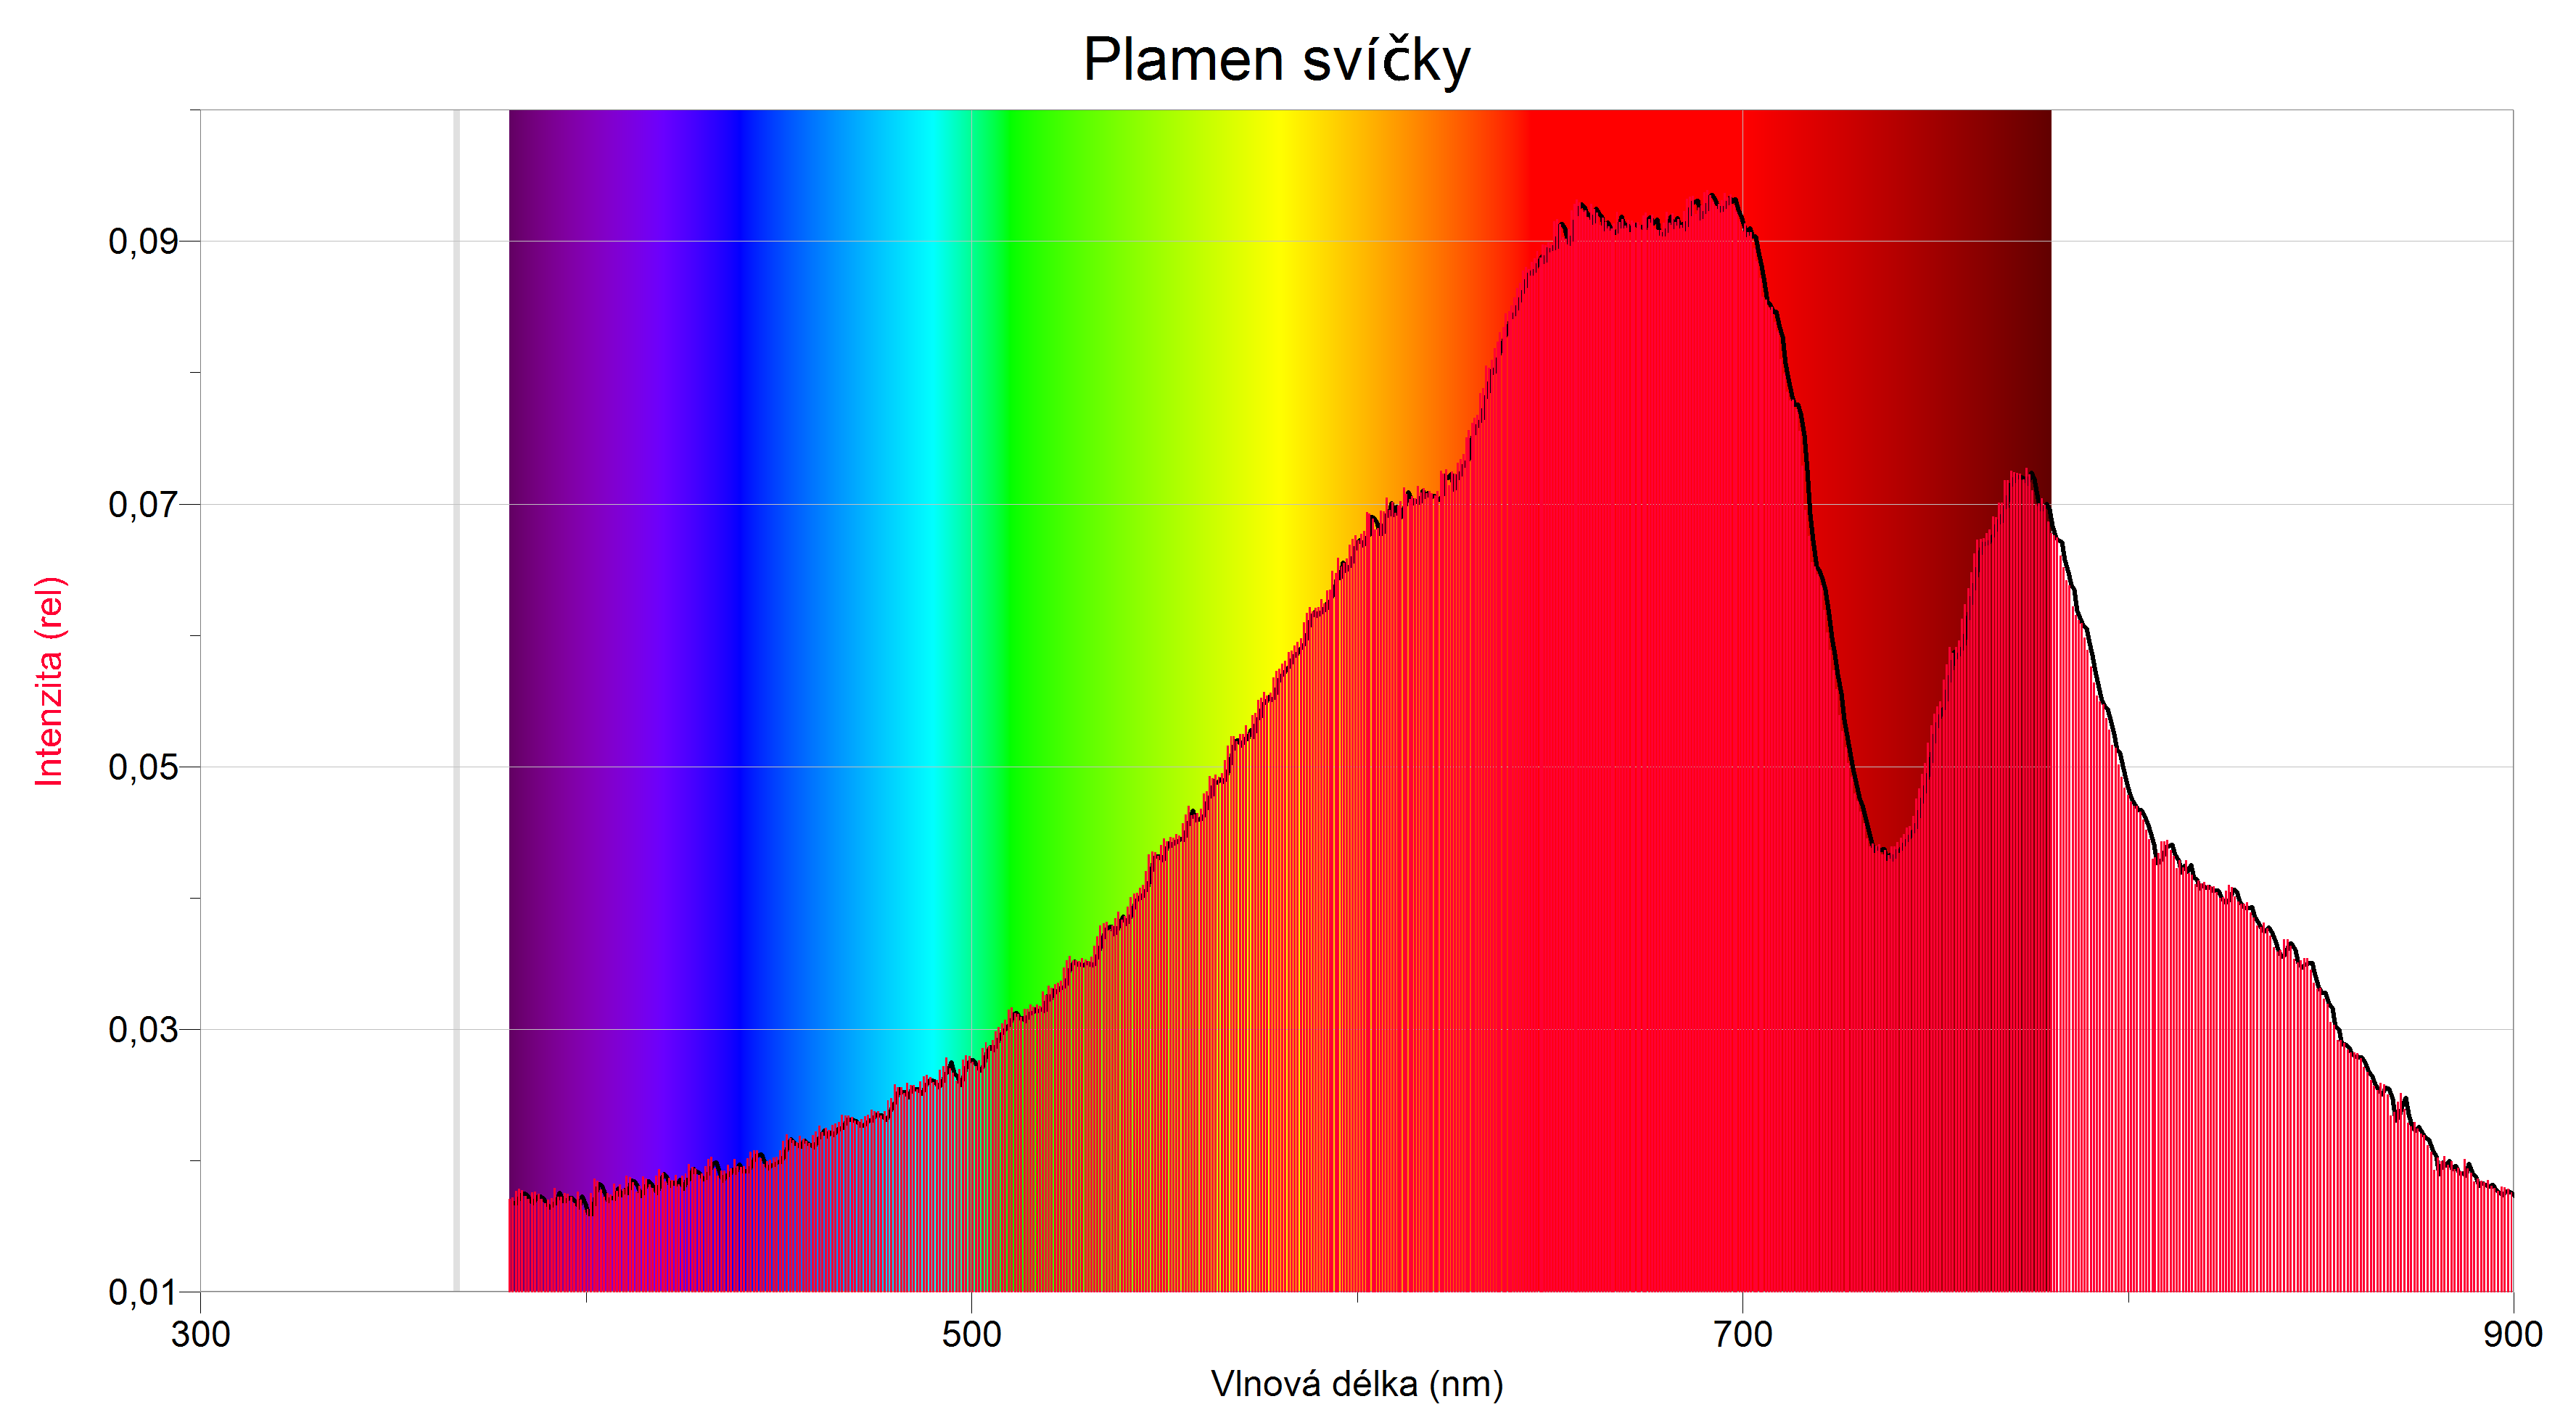 Plamen svíčky
0,09
0,07
0,05
0,03
0,01
Intenzita (rel)
300 500 700 900
Vlnová délka (nm)